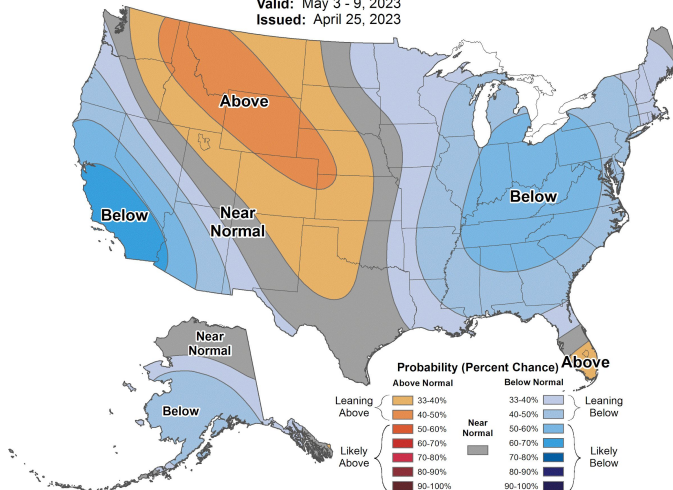 Valid: May 3 - 9, 2023
Issued: April 25, 2023
Above
Below
Near
Normal
Below
Near
Normal
Below
Above
Probability (Percent Chance)
Above Normal
Below Normal
Leaning
Above
33-40%
40-50%
50-60%
60-70%
70-80%
80-90%
90-100%
Likely
Above
Near
Normal
33-40%
40-50%
50-60%
60-70%
70-80%
80-90%
90-100%
Leaning
Below
Likely
Below